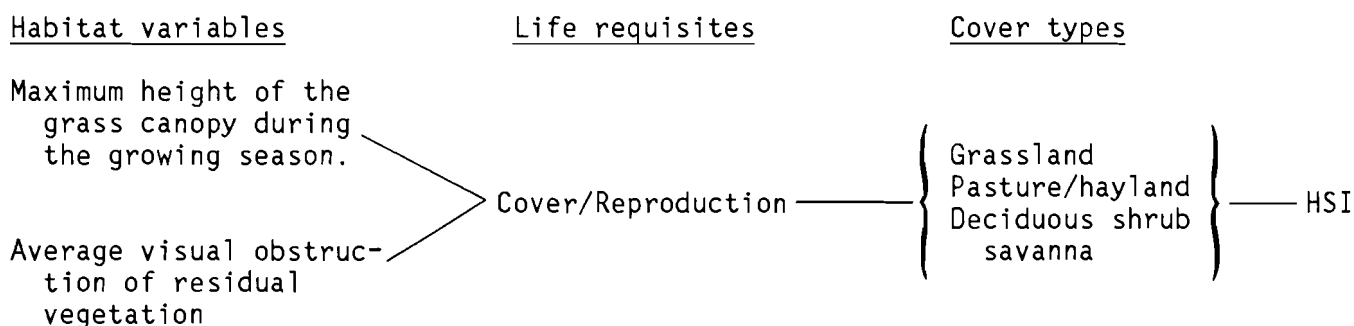 Habitat variables
Life requisites
Cover types
Maximum height of the
grass canopy during
the growing season.
Average visual obstruc-
tion of residual
vegetation
Cover/Reproduction
Grassland
Pasture/hayland
Deciduous shrub
savanna
HSI